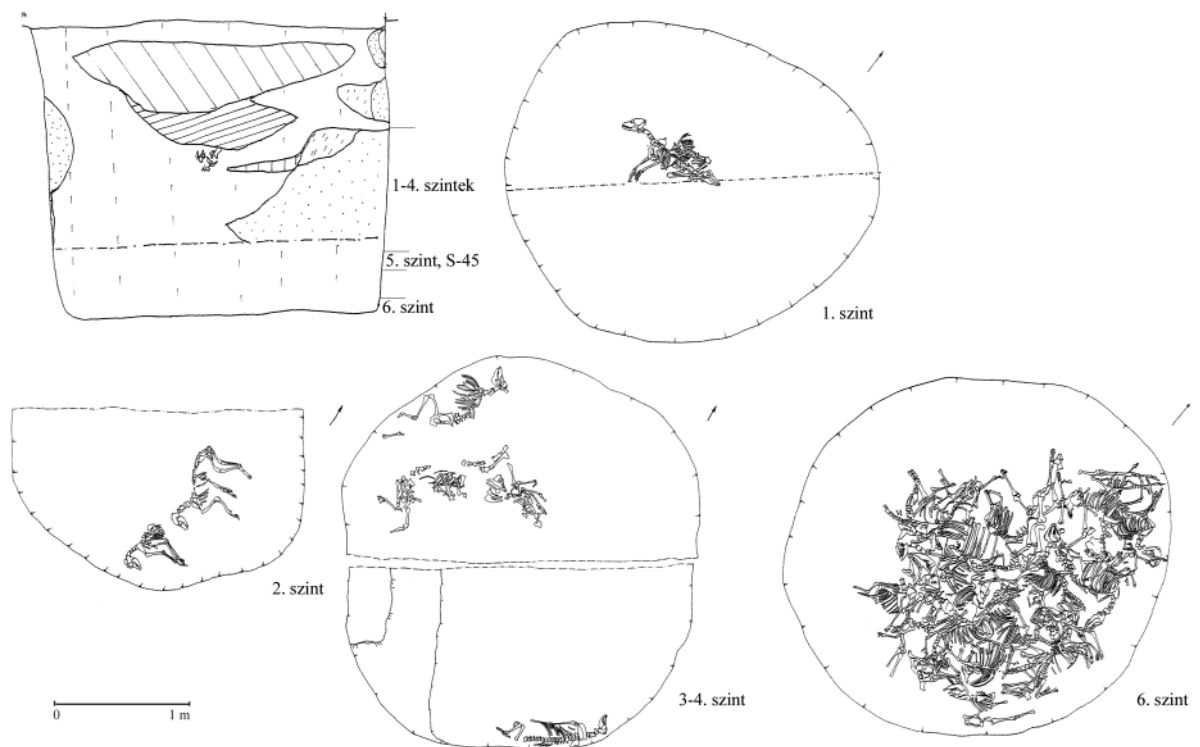 1-4. szintek
5. szint, S-45
6. szint
1. szint
2. szint
3-4. szint
6. szint
0 1 m